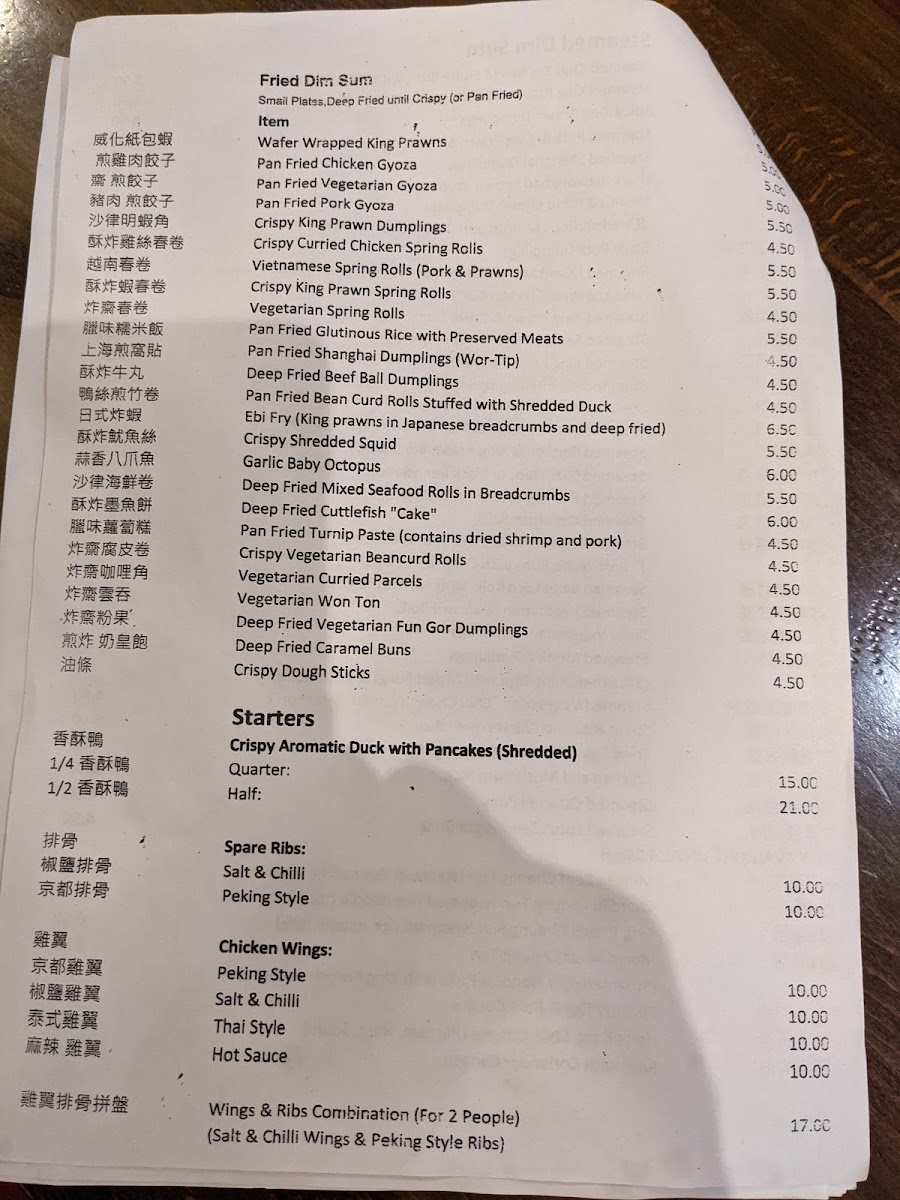 Fried Dim Sum
Small Plates,Deep Fried until Crispy (or Pan Fried)
Item
威化紙包蝦 Wafer Wrapped King Prawns
煎雞肉餃子 Pan Fried Chicken Gyoza 5.00
齋 煎餃子 Pan Fried Vegetarian Gyoza 5.00
豬肉 煎餃子 Pan Fried Pork Gyoza 5.00
沙律明蝦角 Crispy King Prawn Dumplings 5.50
酥炸雞絲春卷 Crispy Curried Chicken Spring Rolls 4.50
越南春卷 Vietnamese Spring Rolls (Pork & Prawns) 5.50
酥炸蝦春卷 Crispy King Prawn Spring Rolls 5.50
炸齋春卷 Vegetarian Spring Rolls 4.50
臘味糯米飯 Pan Fried Glutinous Rice with Preserved Meats 5.50
上海煎窩貼 Pan Fried Shanghai Dumplings (Wor-Tip) 4.50
酥炸牛丸 Deep Fried Beef Ball Dumplings 4.50
鴨絲煎竹卷 Pan Fried Bean Curd Rolls Stuffed with Shredded Duck 4.50
日式炸蝦 Ebi Fry (King prawns in Japanese breadcrumbs and deep fried) 6.50
酥炸魷魚絲 Crispy Shredded Squid 5.50
蒜香八爪魚 Garlic Baby Octopus 6.00
沙律海鮮卷 Deep Fried Mixed Seafood Rolls in Breadcrumbs 5.50
酥炸墨魚餅 Deep Fried Cuttlefish "Cake" 6.00
臘味蘿蔔糕 Pan Fried Turnip Paste (contains dried shrimp and pork) 4.50
炸齋腐皮卷 Crispy Vegetarian Beancurd Rolls 4.50
炸齋咖哩角 Vegetarian Curried Parcels 4.50
炸齋雲吞 Vegetarian Won Ton 4.50
炸齋粉果 Deep Fried Vegetarian Fun Gor Dumplings 4.50
煎炸 奶皇飽 Deep Fried Caramel Buns 4.50
油條 Crispy Dough Sticks 4.50
Starters
香酥鴨 Crispy Aromatic Duck with Pancakes (Shredded)
1/4 香酥鴨 Quarter: 15.00
1/2 香酥鴨 Half: 21.00
排骨 Spare Ribs:
椒鹽排骨 Salt & Chilli 10.00
京都排骨 Peking Style 10.00
雞翼 Chicken Wings:
京都雞翼 Peking Style 10.00
椒鹽雞翼 Salt & Chilli 10.00
泰式雞翼 Thai Style 10.00
麻辣 雞翼 Hot Sauce 10.00
雞翼排骨拼盤 Wings & Ribs Combination (For 2 People) 17.00
(Salt & Chilli Wings & Peking Style Ribs)